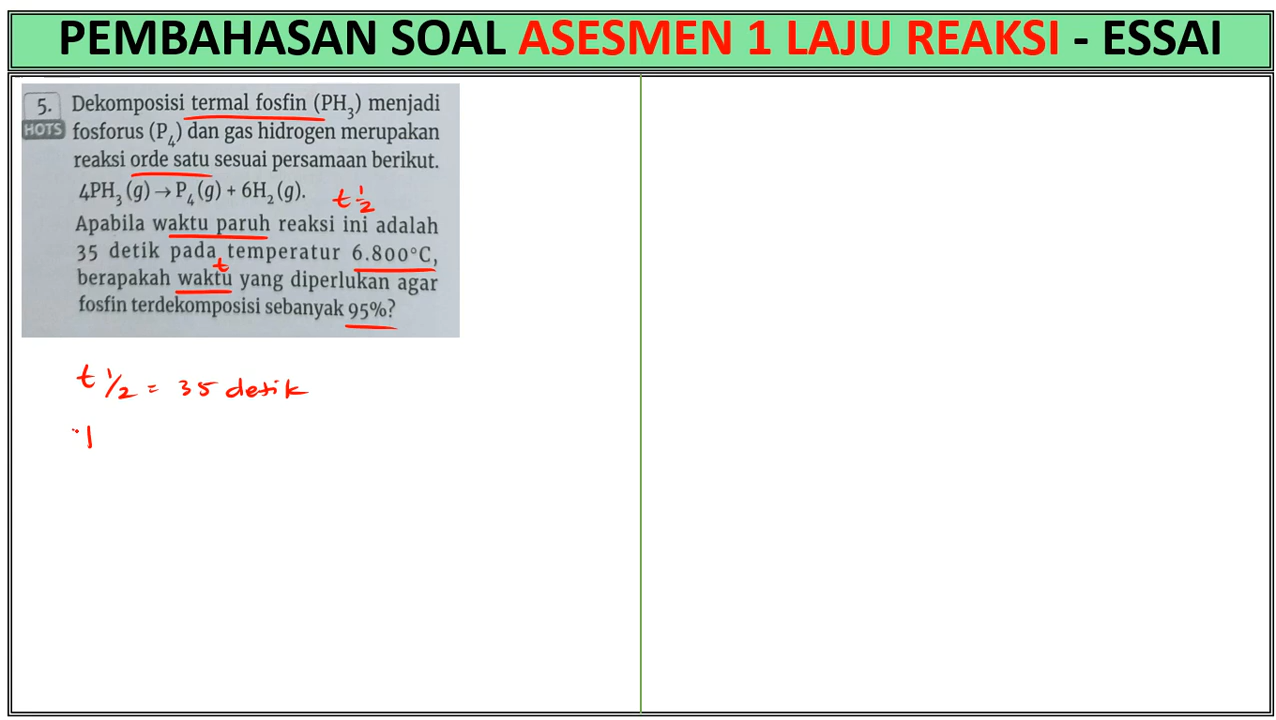 PEMBAHASAN SOAL ASESMEN 1 LAJU REAKSI - ESSAI
5. Dekomposisi termal fosfin (PH₃) menjadi
HOTS fosforus (P₄) dan gas hidrogen merupakan
reaksi orde satu sesuai persamaan berikut.
4PH₃(g) → P₄(g) + 6H₂(g). t ½
Apabila waktu paruh reaksi ini adalah
35 detik pada temperatur 6.800°C,
t
berapakah waktu yang diperlukan agar
fosfin terdekomposisi sebanyak 95%?
t ½ = 35 detik